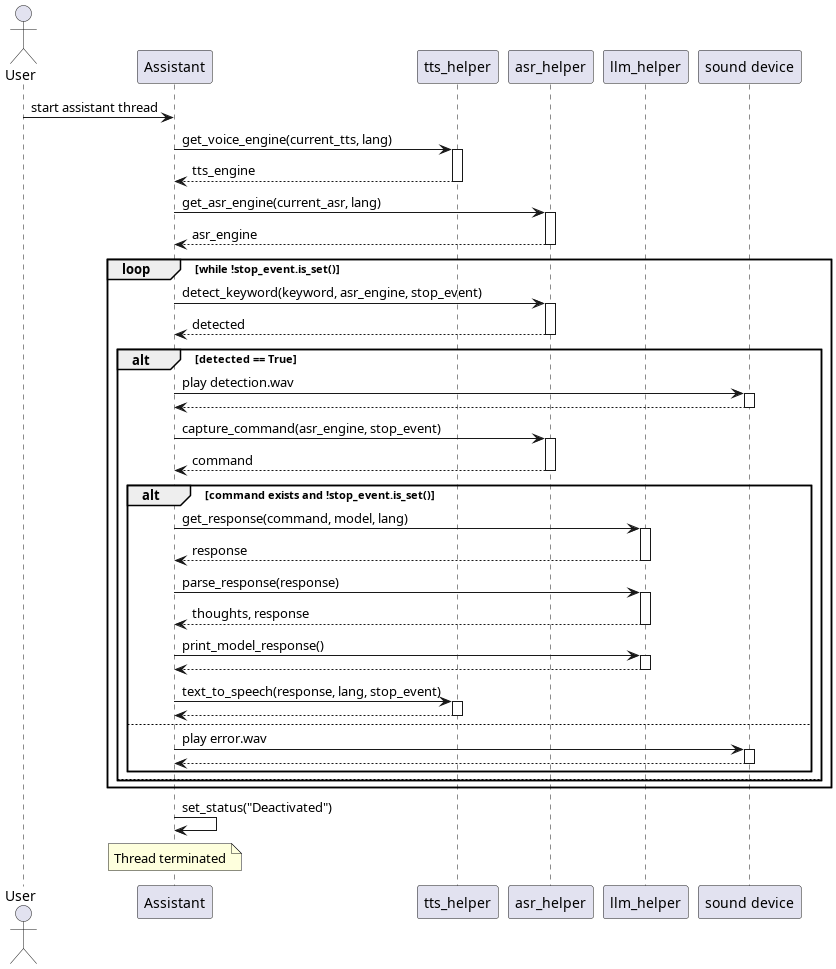 User
Assistant
tts_helper
asr_helper
llm_helper
sound device
start assistant thread
get_voice_engine(current_tts, lang)
tts_engine
get_asr_engine(current_asr, lang)
asr_engine
loop [while !stop_event.is_set()]
detect_keyword(keyword, asr_engine, stop_event)
detected
alt [detected == True]
play detection.wav
capture_command(asr_engine, stop_event)
command
alt [command exists and !stop_event.is_set()]
get_response(command, model, lang)
response
parse_response(response)
thoughts, response
print_model_response()
text_to_speech(response, lang, stop_event)
play error.wav
set_status("Deactivated")
Thread terminated
User
Assistant
tts_helper
asr_helper
llm_helper
sound device